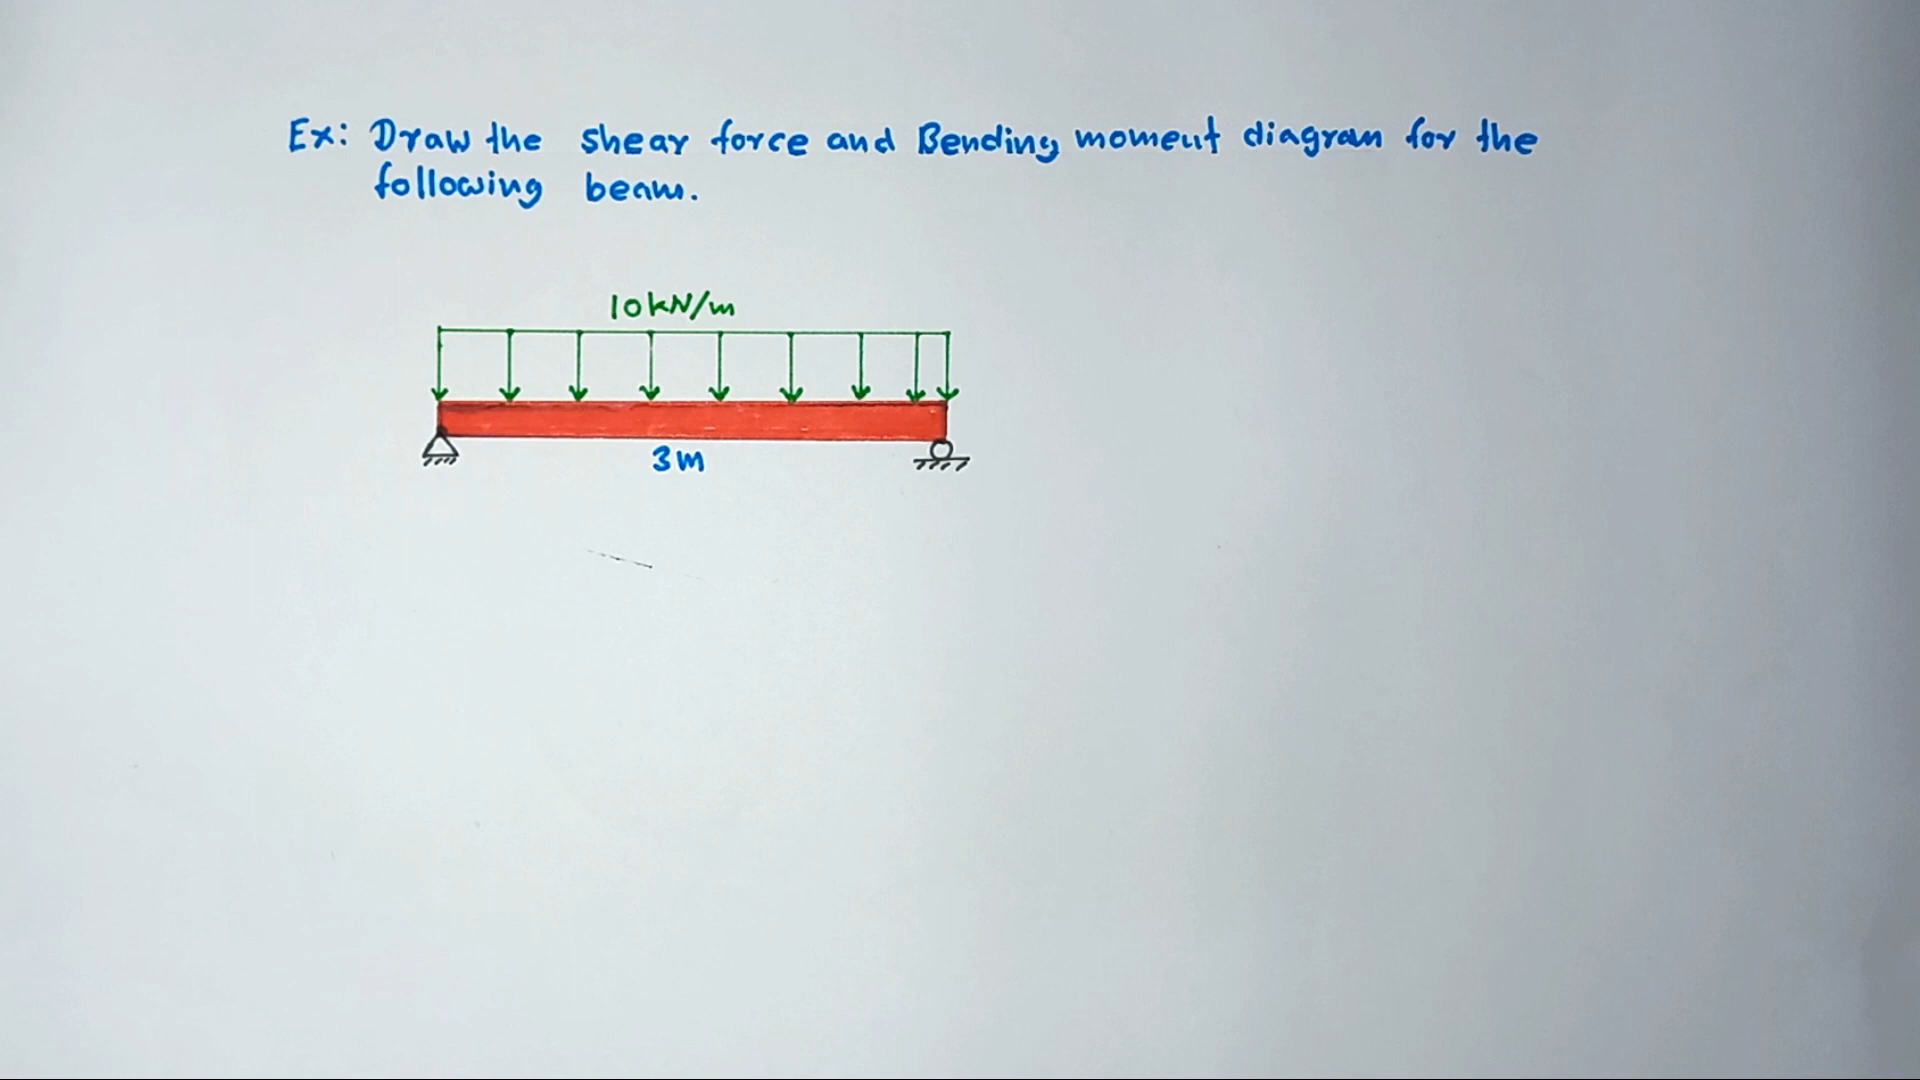 Ex: Draw the shear force and Bending moment diagram for the
following beam.
10kN/m
3m